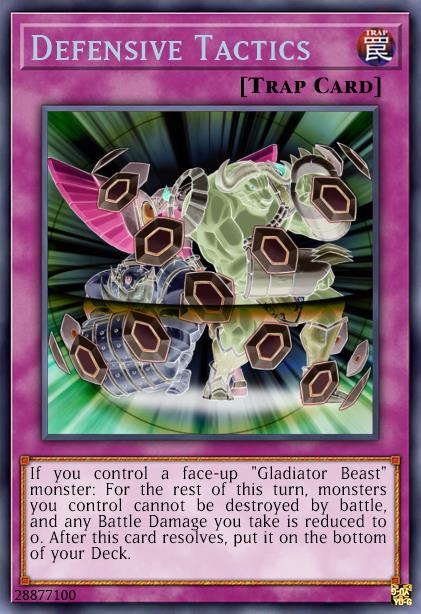 Defensive Tactics
TRAP
罠
[Trap Card]
If you control a face-up "Gladiator Beast"
monster: For the rest of this turn, monsters
you control cannot be destroyed by battle,
and any Battle Damage you take is reduced to
0. After this card resolves, put it on the bottom
of your Deck.
28877100